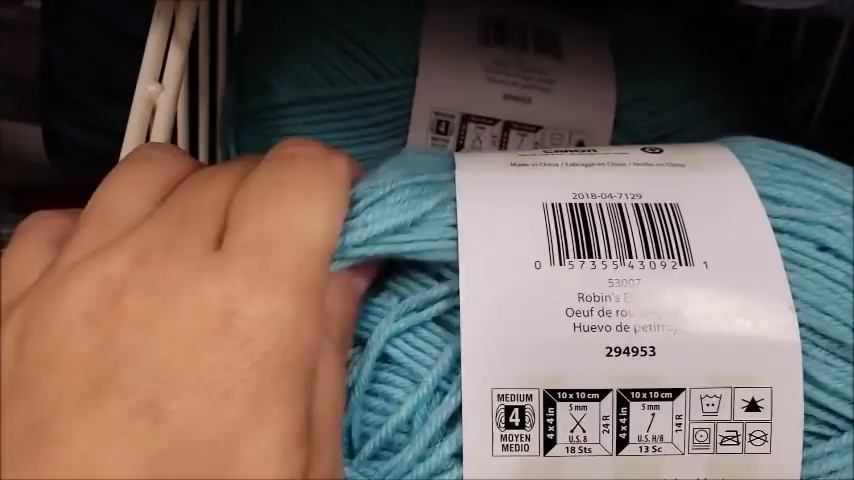 Made in China / Fabriqué en Chine / Hecho en China
2018-04-7129
0 57355 43092 1
53007
Robin's
Oeuf de
Huevo de
294953
MEDIUM
4
MOYEN
MEDIO
10 x 10 cm
4 x 4 in
5 mm
U.S. 8
24 R
18 Sts
10 x 10 cm
4 x 4 in
5 mm
U.S. H/8
14 R
13 Sc
MEDIUM
4